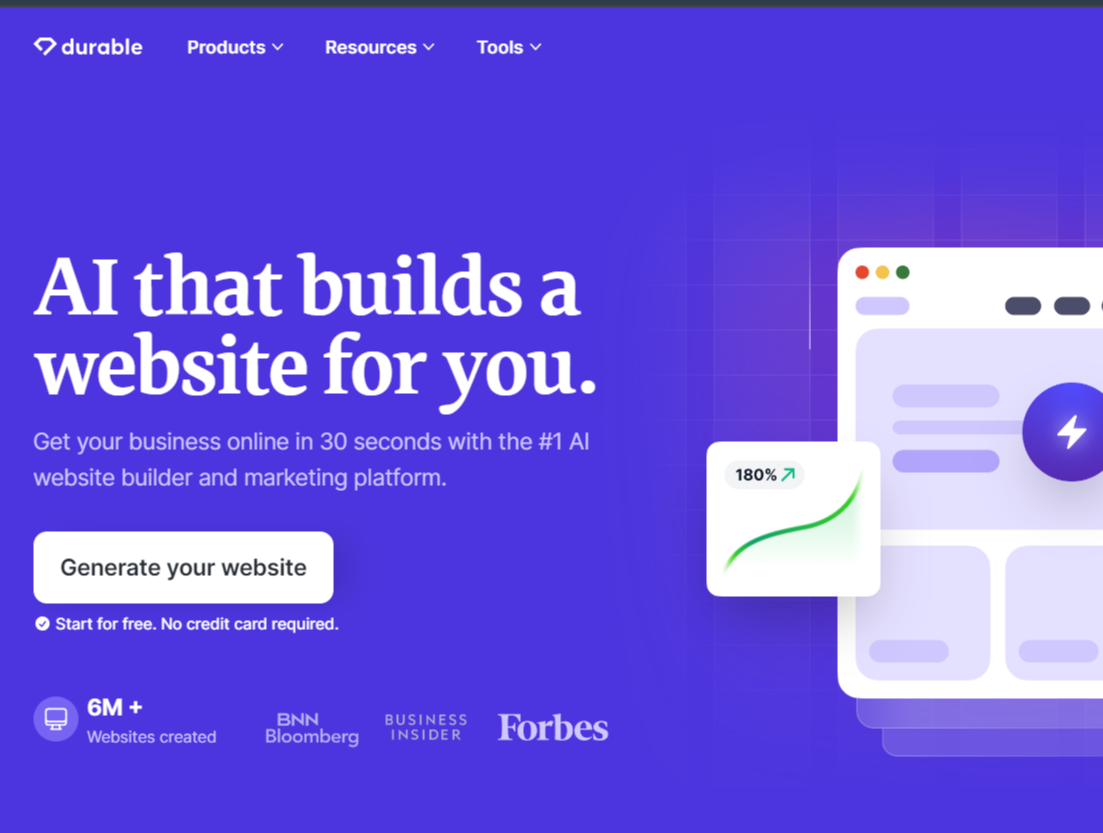 durable
Products
Resources
Tools
AI that builds a
website for you.
Get your business online in 30 seconds with the #1 AI
website builder and marketing platform.
Generate your website
Start for free. No credit card required.
6M +
Websites created
BNN
Bloomberg
BUSINESS
INSIDER
Forbes
180%